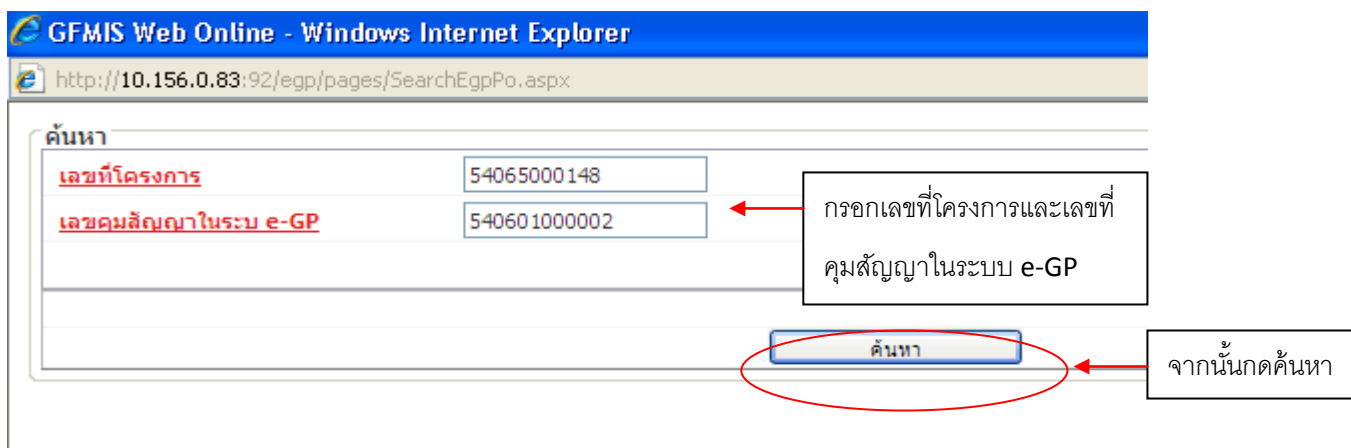 GFMIS Web Online - Windows Internet Explorer
http://10.156.0.83:92/egp/pages/SearchEgpPo.aspx
ค้นหา
เลขที่โครงการ 54065000148
เลขคุมสัญญาในระบ e-GP 540601000002
กรอกเลขที่โครงการและเลขที่
คุมสัญญาในระบบ e-GP
ค้นหา
จากนั้นกดค้นหา